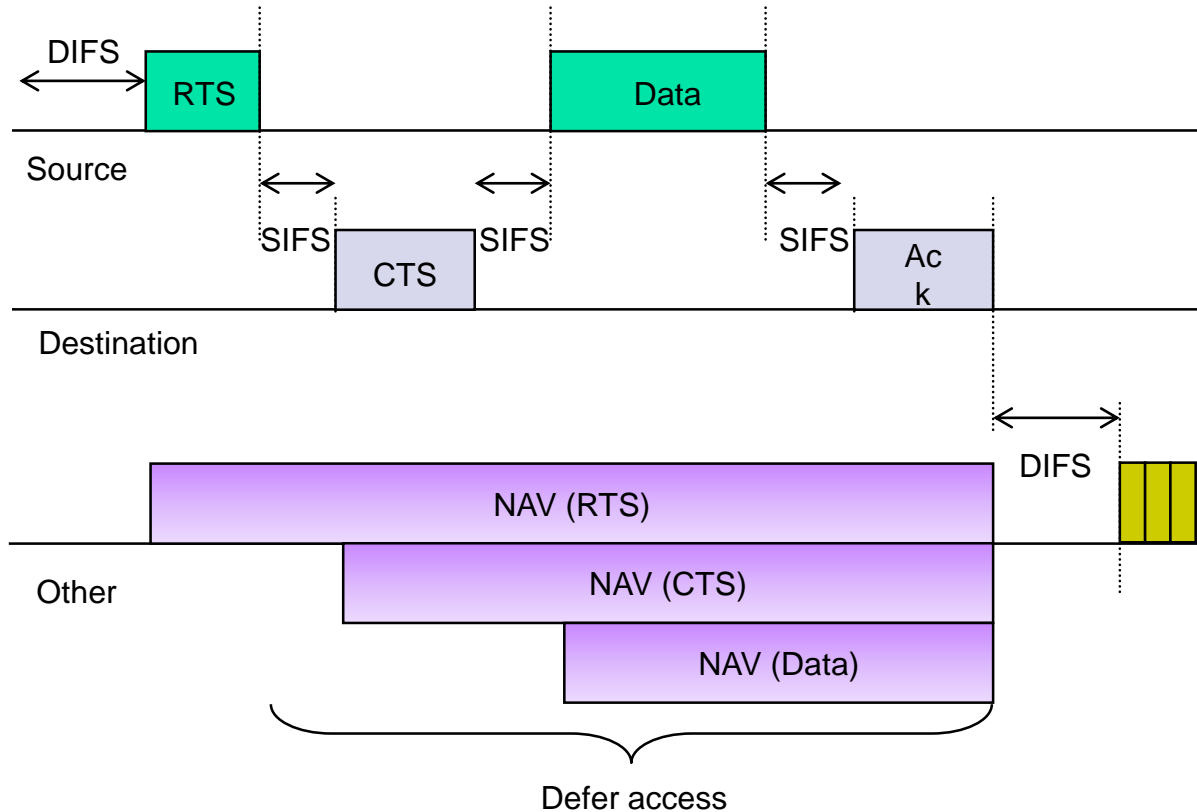 DIFS
RTS
Data
Source
SIFS
SIFS
SIFS
CTS
Ac
k
Destination
DIFS
NAV (RTS)
Other
NAV (CTS)
NAV (Data)
Defer access